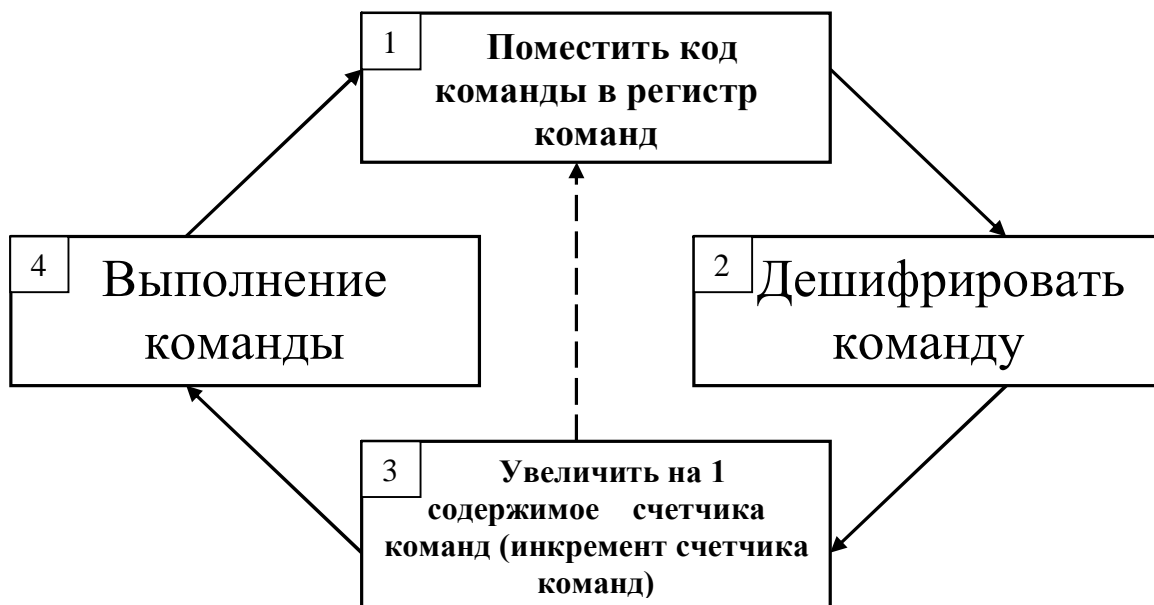 1
Поместить код
команды в регистр
команд
2
Дешифрировать
команду
3
Увеличить на 1
содержимое счетчика
команд (инкремент счетчика
команд)
4
Выполнение
команды